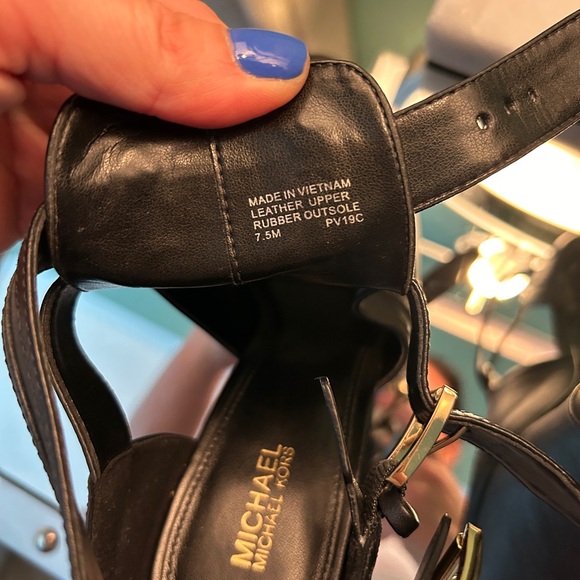 MADE IN VIETNAM
LEATHER UPPER
RUBBER OUTSOLE
7.5M PV19C
MICHAEL
MICHAEL KORS